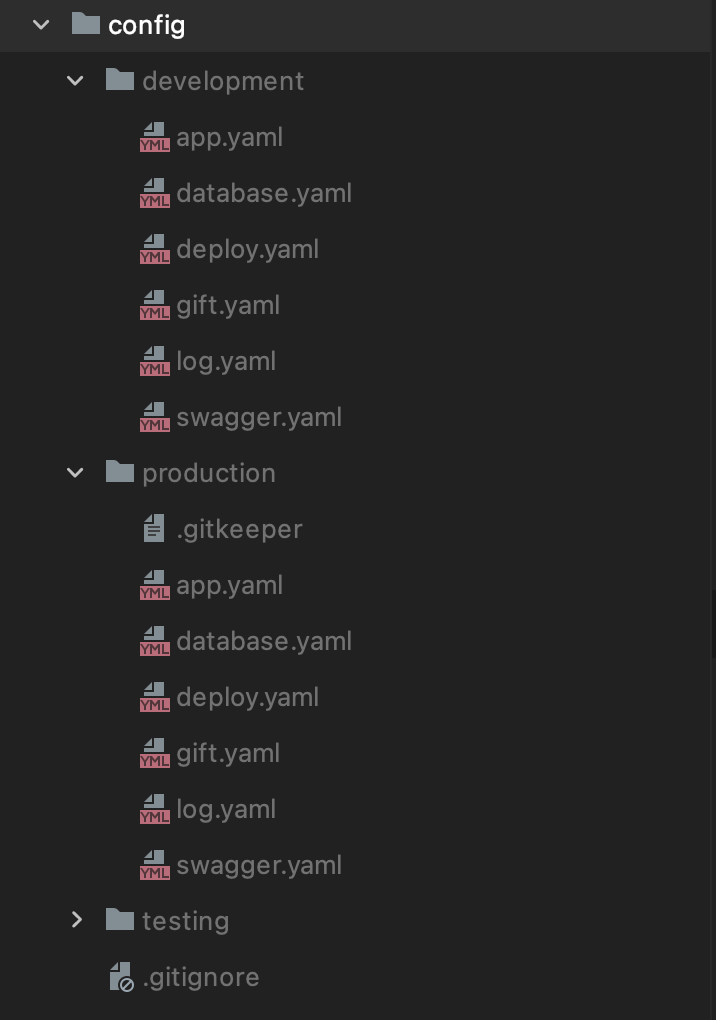 config
development
YML app.yaml
YML database.yaml
YML deploy.yaml
YML gift.yaml
YML log.yaml
YML swagger.yaml
production
.gitkeeper
YML app.yaml
YML database.yaml
YML deploy.yaml
YML gift.yaml
YML log.yaml
YML swagger.yaml
testing
.gitignore